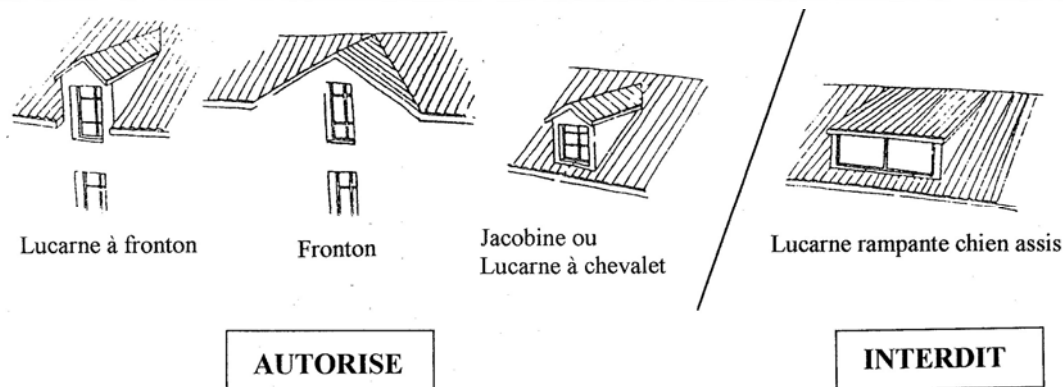 Lucarne à fronton
Fronton
Jacobine ou
Lucarne à chevalet
Lucarne rampante chien assis
AUTORISE
INTERDIT